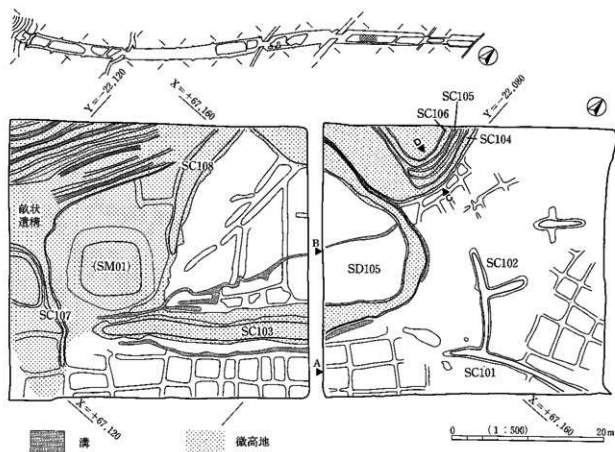 Y=-22,120
X=+67,160
Y=-22,080
SC105
SC106
SC104
SC108
畝状
遺構
(SM01)
B
D
C
SD105
SC102
SC107
SC103
A
SC101
X=+67,120
X=+67,160
溝
微高地
0 (1:500) 20m